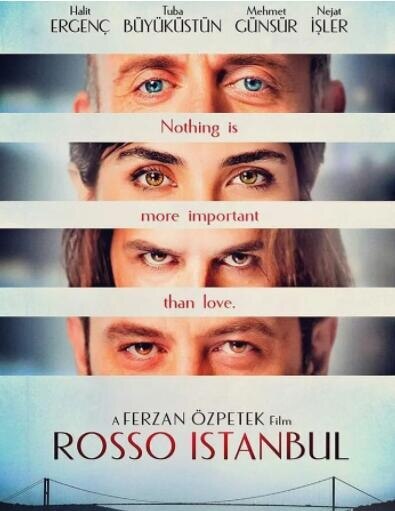 Halit Tuba Mehmet Nejat
ERGENÇ BÜYÜKÜSTÜN GÜNSÜR İŞLER
Nothing is
more important
than love.
A FERZAN ÖZPETEK Film
ROSSO ISTANBUL